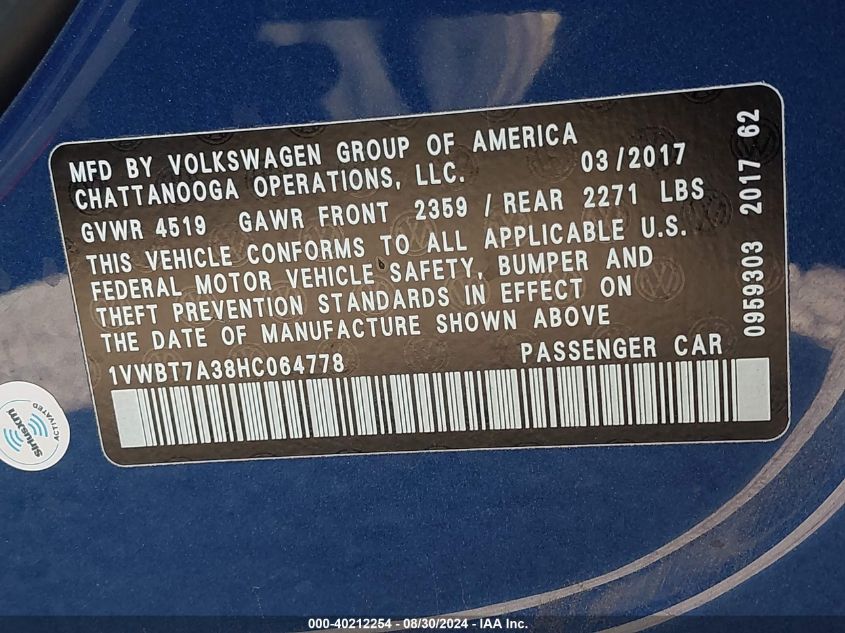 MFD BY VOLKSWAGEN GROUP OF AMERICA
CHATTANOOGA OPERATIONS, LLC. 03/2017
GVWR 4519 GAWR FRONT 2359 / REAR 2271 LBS
THIS VEHICLE CONFORMS TO ALL APPLICABLE U.S.
FEDERAL MOTOR VEHICLE SAFETY, BUMPER AND
THEFT PREVENTION STANDARDS IN EFFECT ON
THE DATE OF MANUFACTURE SHOWN ABOVE
1VWBT7A38HC064778 PASSENGER CAR
0959303 2017 62
siriusxm
ACTIVATED
000-40212254 - 08/30/2024 - IAA Inc.